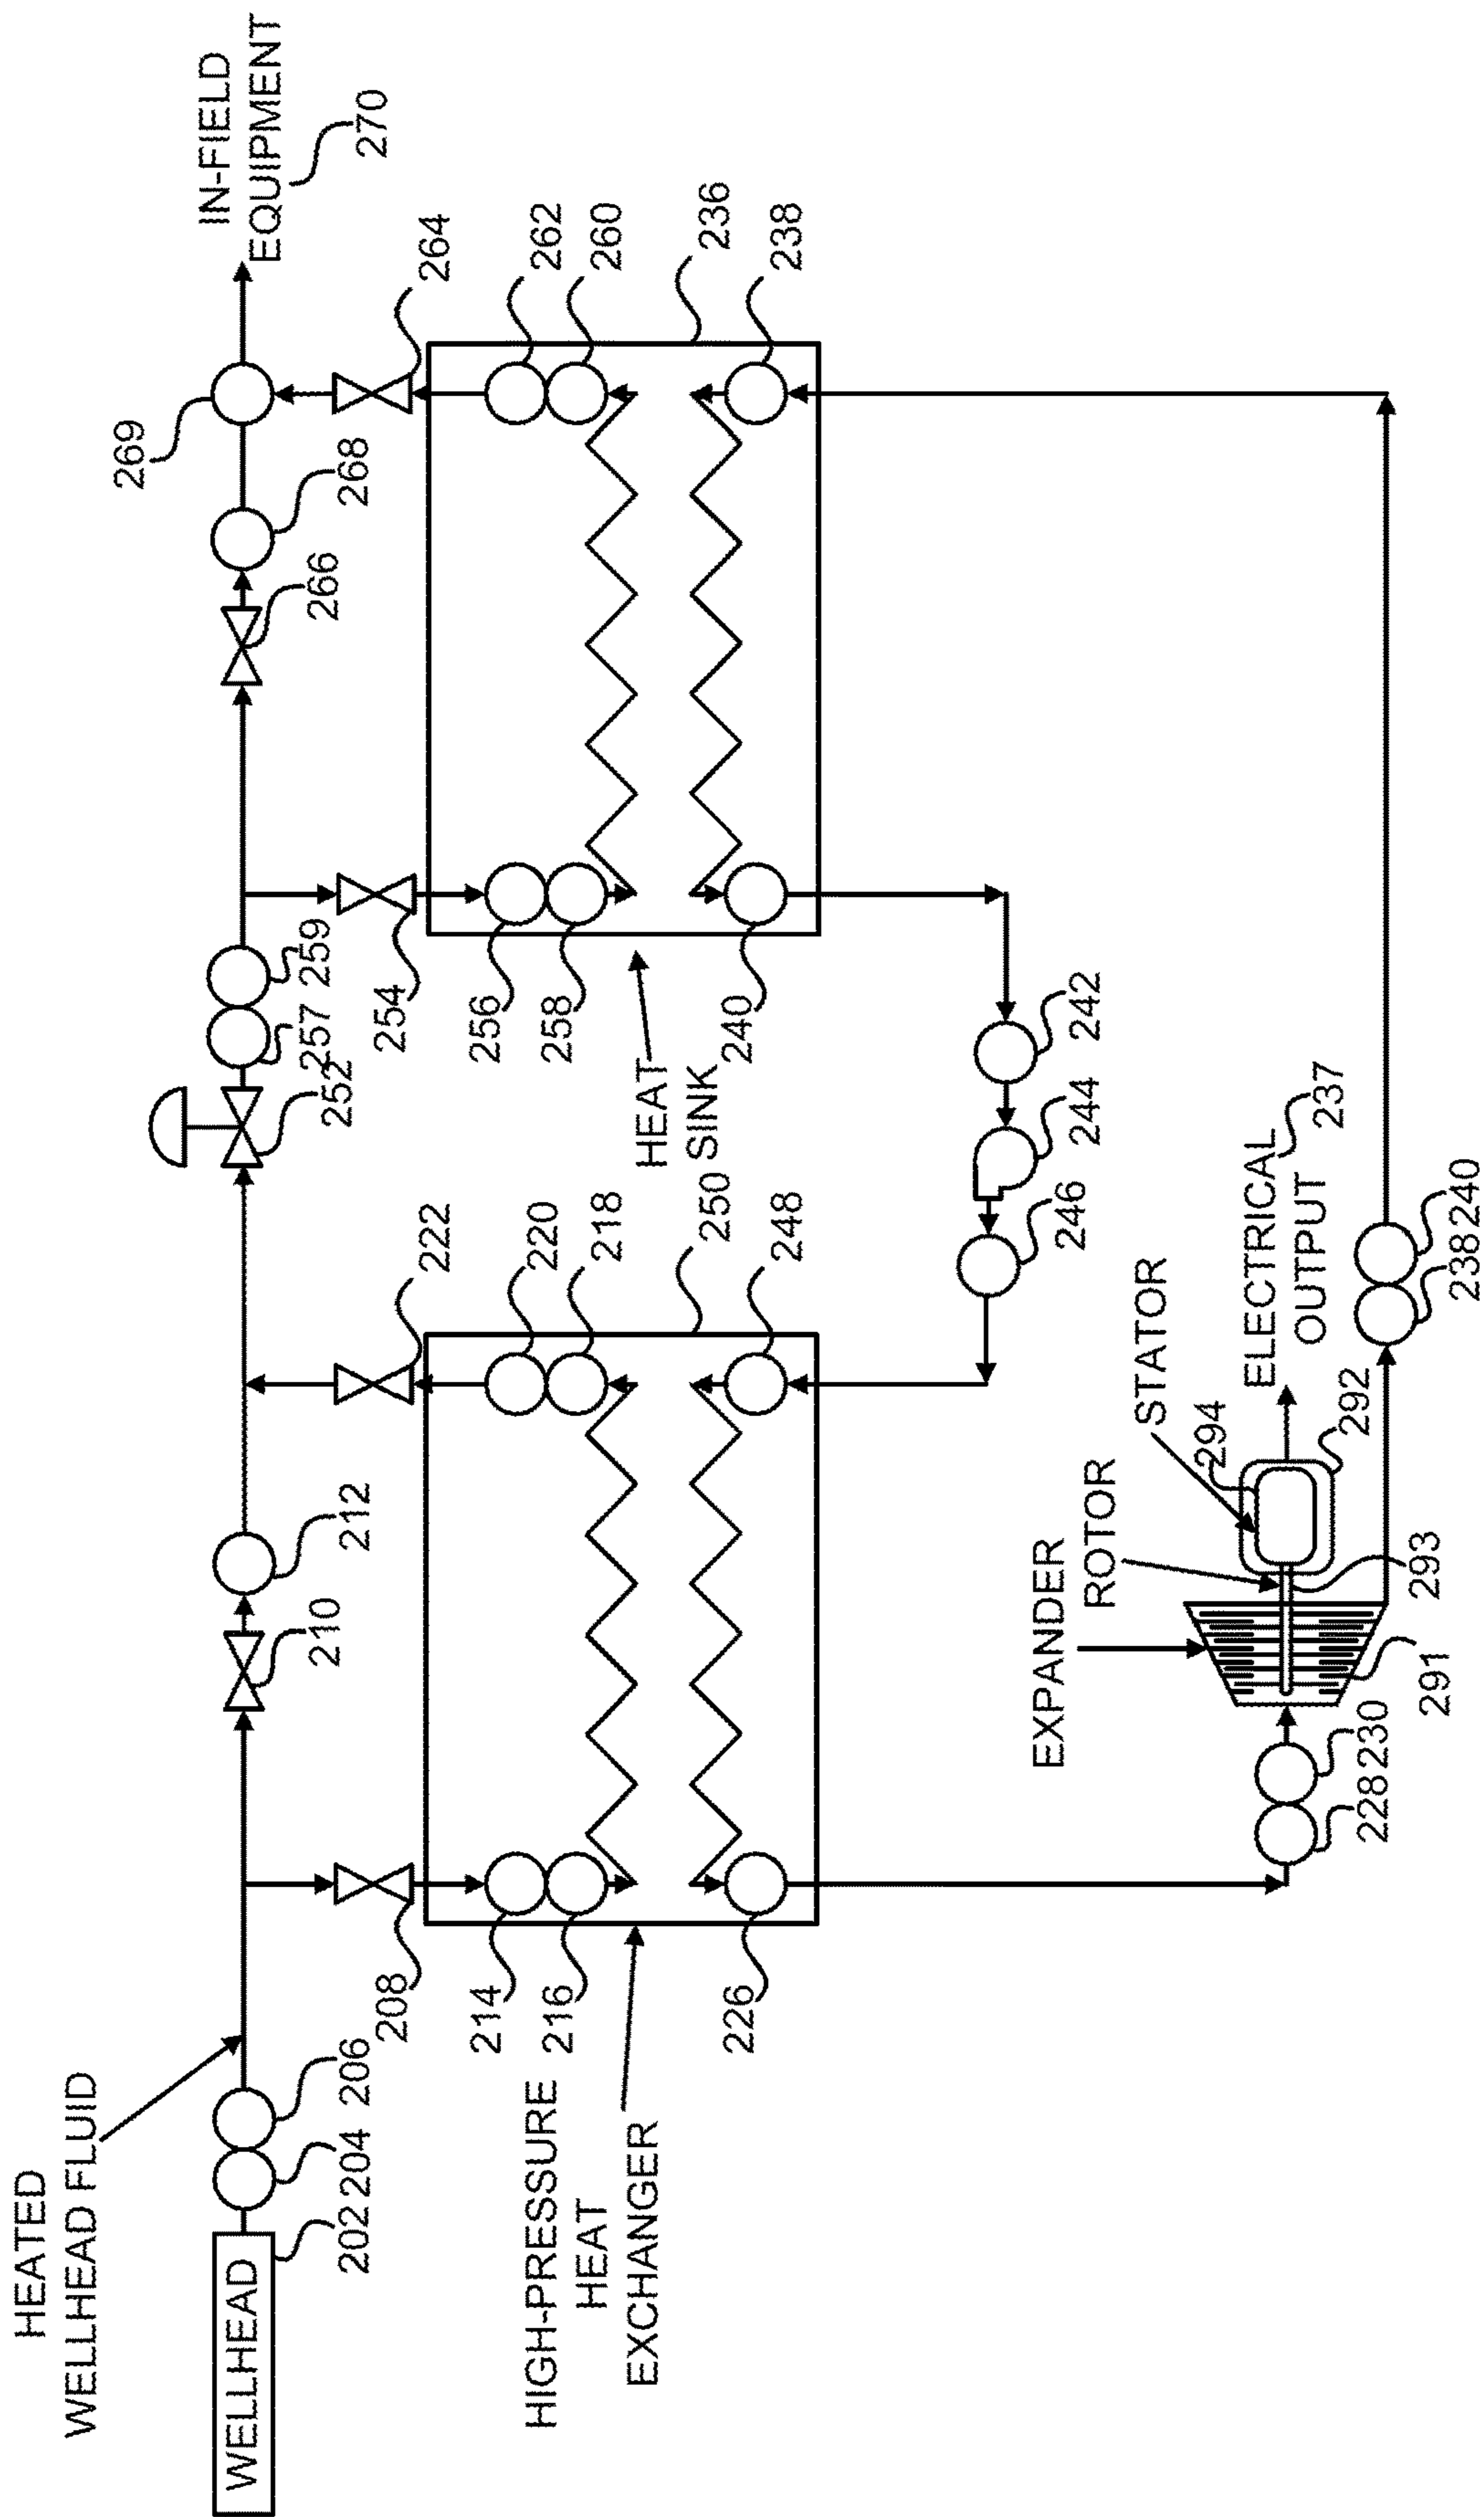 HEATED
WELLHEAD FLUID
WELLHEAD
202
204
206
208
210
212
222
252
257
259
254
266
268
269
264
IN-FIELD
EQUIPMENT
270
HIGH-PRESSURE
HEAT
EXCHANGER
214
216
226
220
218
250
248
HEAT
SINK
256
258
240
262
260
236
238
242
244
246
EXPANDER
ROTOR
STATOR
294
ELECTRICAL
OUTPUT
237
292
293
291
228
230
238
240